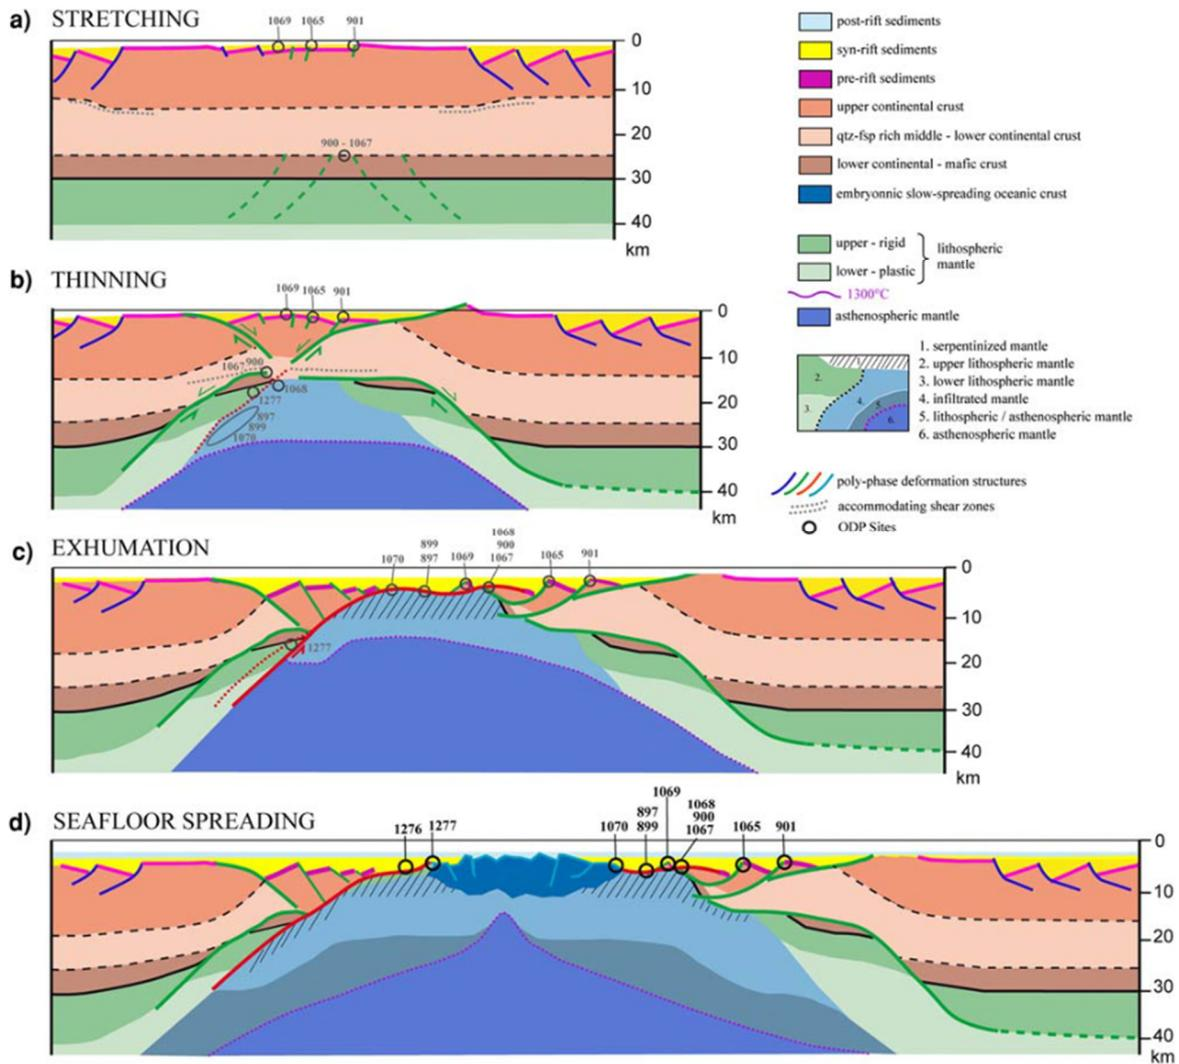 a) STRETCHING
1069 1065 901
0
10
20
900 - 1067
30
40
km
post-rift sediments
syn-rift sediments
pre-rift sediments
upper continental crust
qtz-fsp rich middle - lower continental crust
lower continental - mafic crust
embryonnic slow-spreading oceanic crust
upper - rigid
lower - plastic
lithospheric
mantle
1300°C
asthenospheric mantle
1.
2.
3.
4.
5.
6.
1. serpentinized mantle
2. upper lithospheric mantle
3. lower lithospheric mantle
4. infiltrated mantle
5. lithospheric / asthenospheric mantle
6. asthenospheric mantle
poly-phase deformation structures
accommodating shear zones
ODP Sites
b) THINNING
1069 1065 901
0
10
1067 900
1068
1277
20
897
899
1070
30
40
km
c) EXHUMATION
1070
899
897
1069
1068
900
1067
1065
901
0
10
1277
20
30
40
km
d) SEAFLOOR SPREADING
1276 1277
1070
897
899
1069
1068
900
1067
1065
901
0
10
20
30
40
km